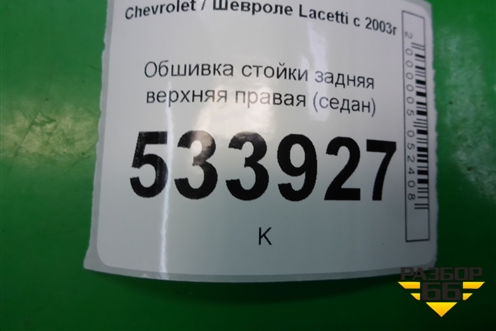 Chevrolet / Шевроле Lacetti с 2003г
Обшивка стойки задняя
верхняя правая (седан)
533927
К
2000005052408
РАЗБОР
66